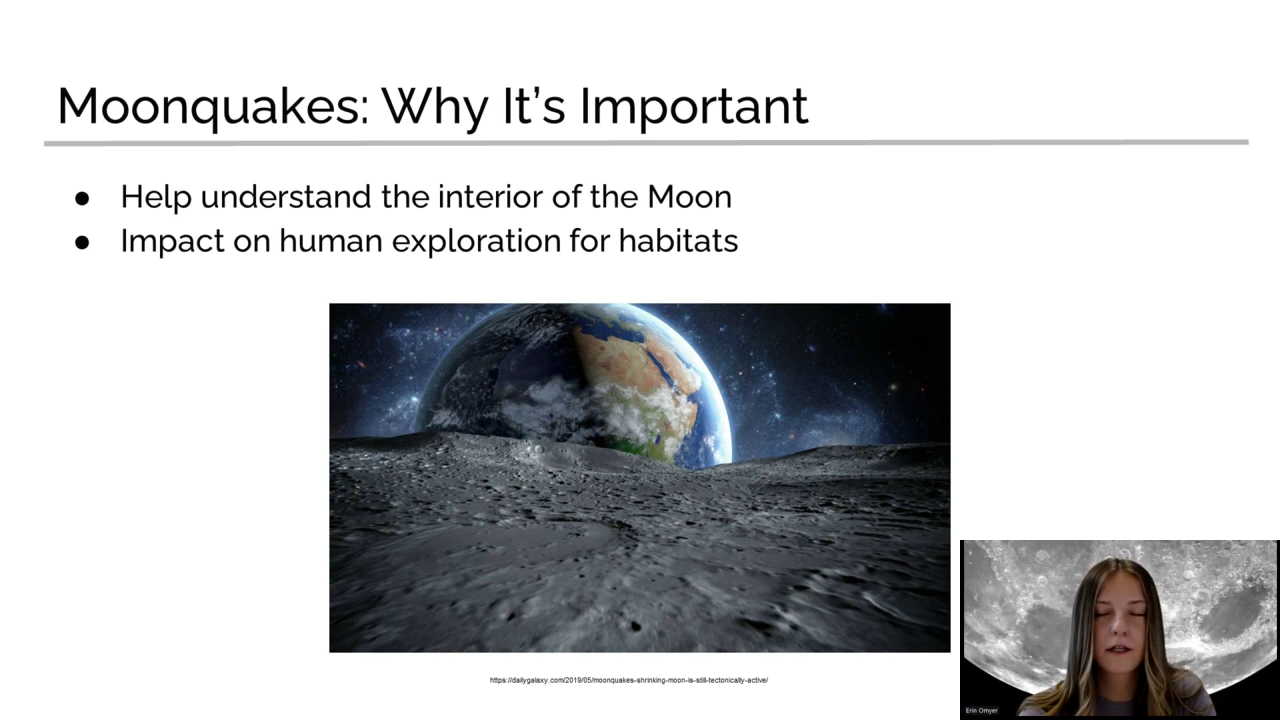 Moonquakes: Why It’s Important
● Help understand the interior of the Moon
● Impact on human exploration for habitats
https://dailygalaxy.com/2019/05/moonquakes-shrinking-moon-is-still-tectonically-active/
Erin Omyer